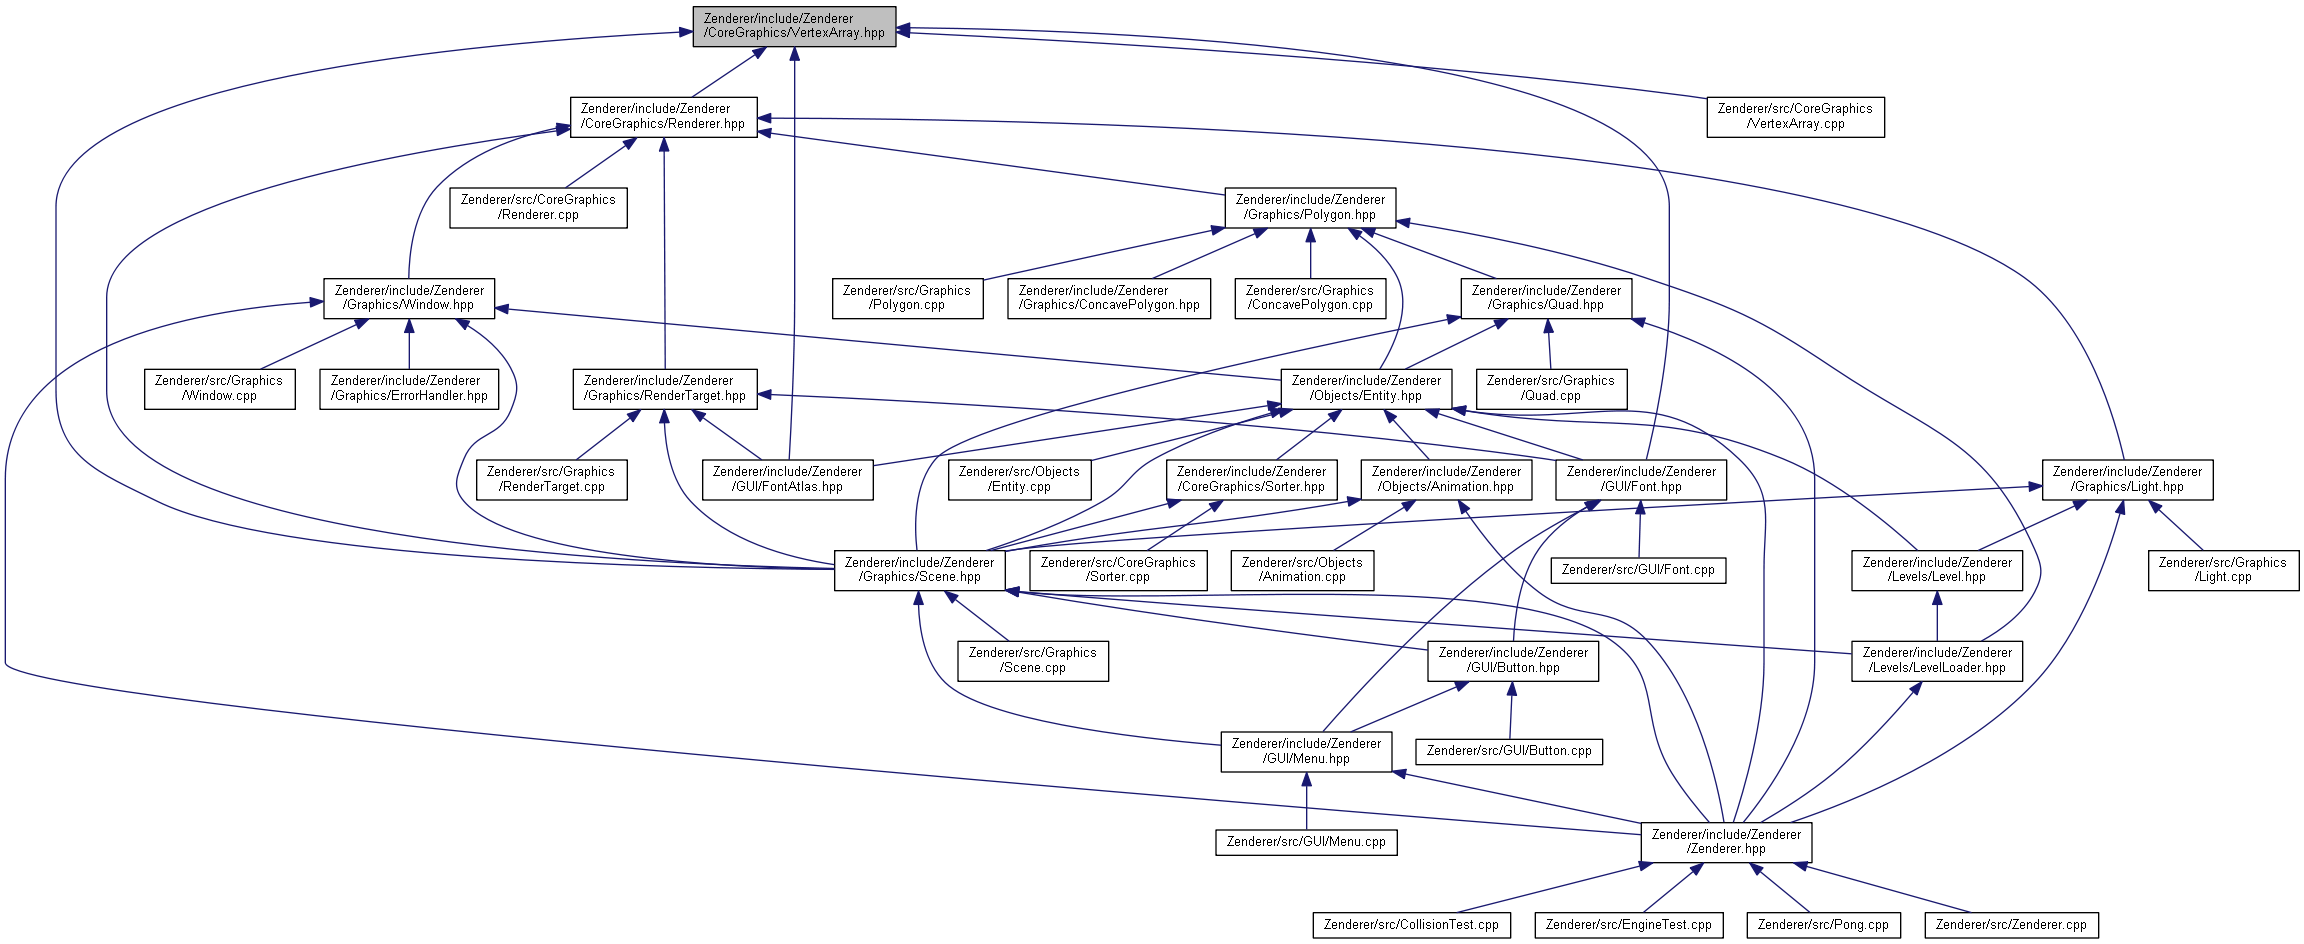 Zenderer/include/Zenderer
/CoreGraphics/VertexArray.hpp
Zenderer/include/Zenderer
/CoreGraphics/Renderer.hpp
Zenderer/src/CoreGraphics
/VertexArray.cpp
Zenderer/src/CoreGraphics
/Renderer.cpp
Zenderer/include/Zenderer
/Graphics/Polygon.hpp
Zenderer/include/Zenderer
/Graphics/Window.hpp
Zenderer/src/Graphics
/Polygon.cpp
Zenderer/include/Zenderer
/Graphics/ConcavePolygon.hpp
Zenderer/src/Graphics
/ConcavePolygon.cpp
Zenderer/include/Zenderer
/Graphics/Quad.hpp
Zenderer/src/Graphics
/Window.cpp
Zenderer/include/Zenderer
/Graphics/ErrorHandler.hpp
Zenderer/include/Zenderer
/Graphics/RenderTarget.hpp
Zenderer/include/Zenderer
/Objects/Entity.hpp
Zenderer/src/Graphics
/Quad.cpp
Zenderer/src/Graphics
/RenderTarget.cpp
Zenderer/include/Zenderer
/GUI/FontAtlas.hpp
Zenderer/src/Objects
/Entity.cpp
Zenderer/include/Zenderer
/CoreGraphics/Sorter.hpp
Zenderer/include/Zenderer
/Objects/Animation.hpp
Zenderer/include/Zenderer
/GUI/Font.hpp
Zenderer/include/Zenderer
/Graphics/Light.hpp
Zenderer/include/Zenderer
/Graphics/Scene.hpp
Zenderer/src/CoreGraphics
/Sorter.cpp
Zenderer/src/Objects
/Animation.cpp
Zenderer/src/GUI/Font.cpp
Zenderer/include/Zenderer
/Levels/Level.hpp
Zenderer/src/Graphics
/Light.cpp
Zenderer/src/Graphics
/Scene.cpp
Zenderer/include/Zenderer
/GUI/Button.hpp
Zenderer/include/Zenderer
/Levels/LevelLoader.hpp
Zenderer/include/Zenderer
/GUI/Menu.hpp
Zenderer/src/GUI/Button.cpp
Zenderer/src/GUI/Menu.cpp
Zenderer/include/Zenderer
/Zenderer.hpp
Zenderer/src/CollisionTest.cpp
Zenderer/src/EngineTest.cpp
Zenderer/src/Pong.cpp
Zenderer/src/Zenderer.cpp